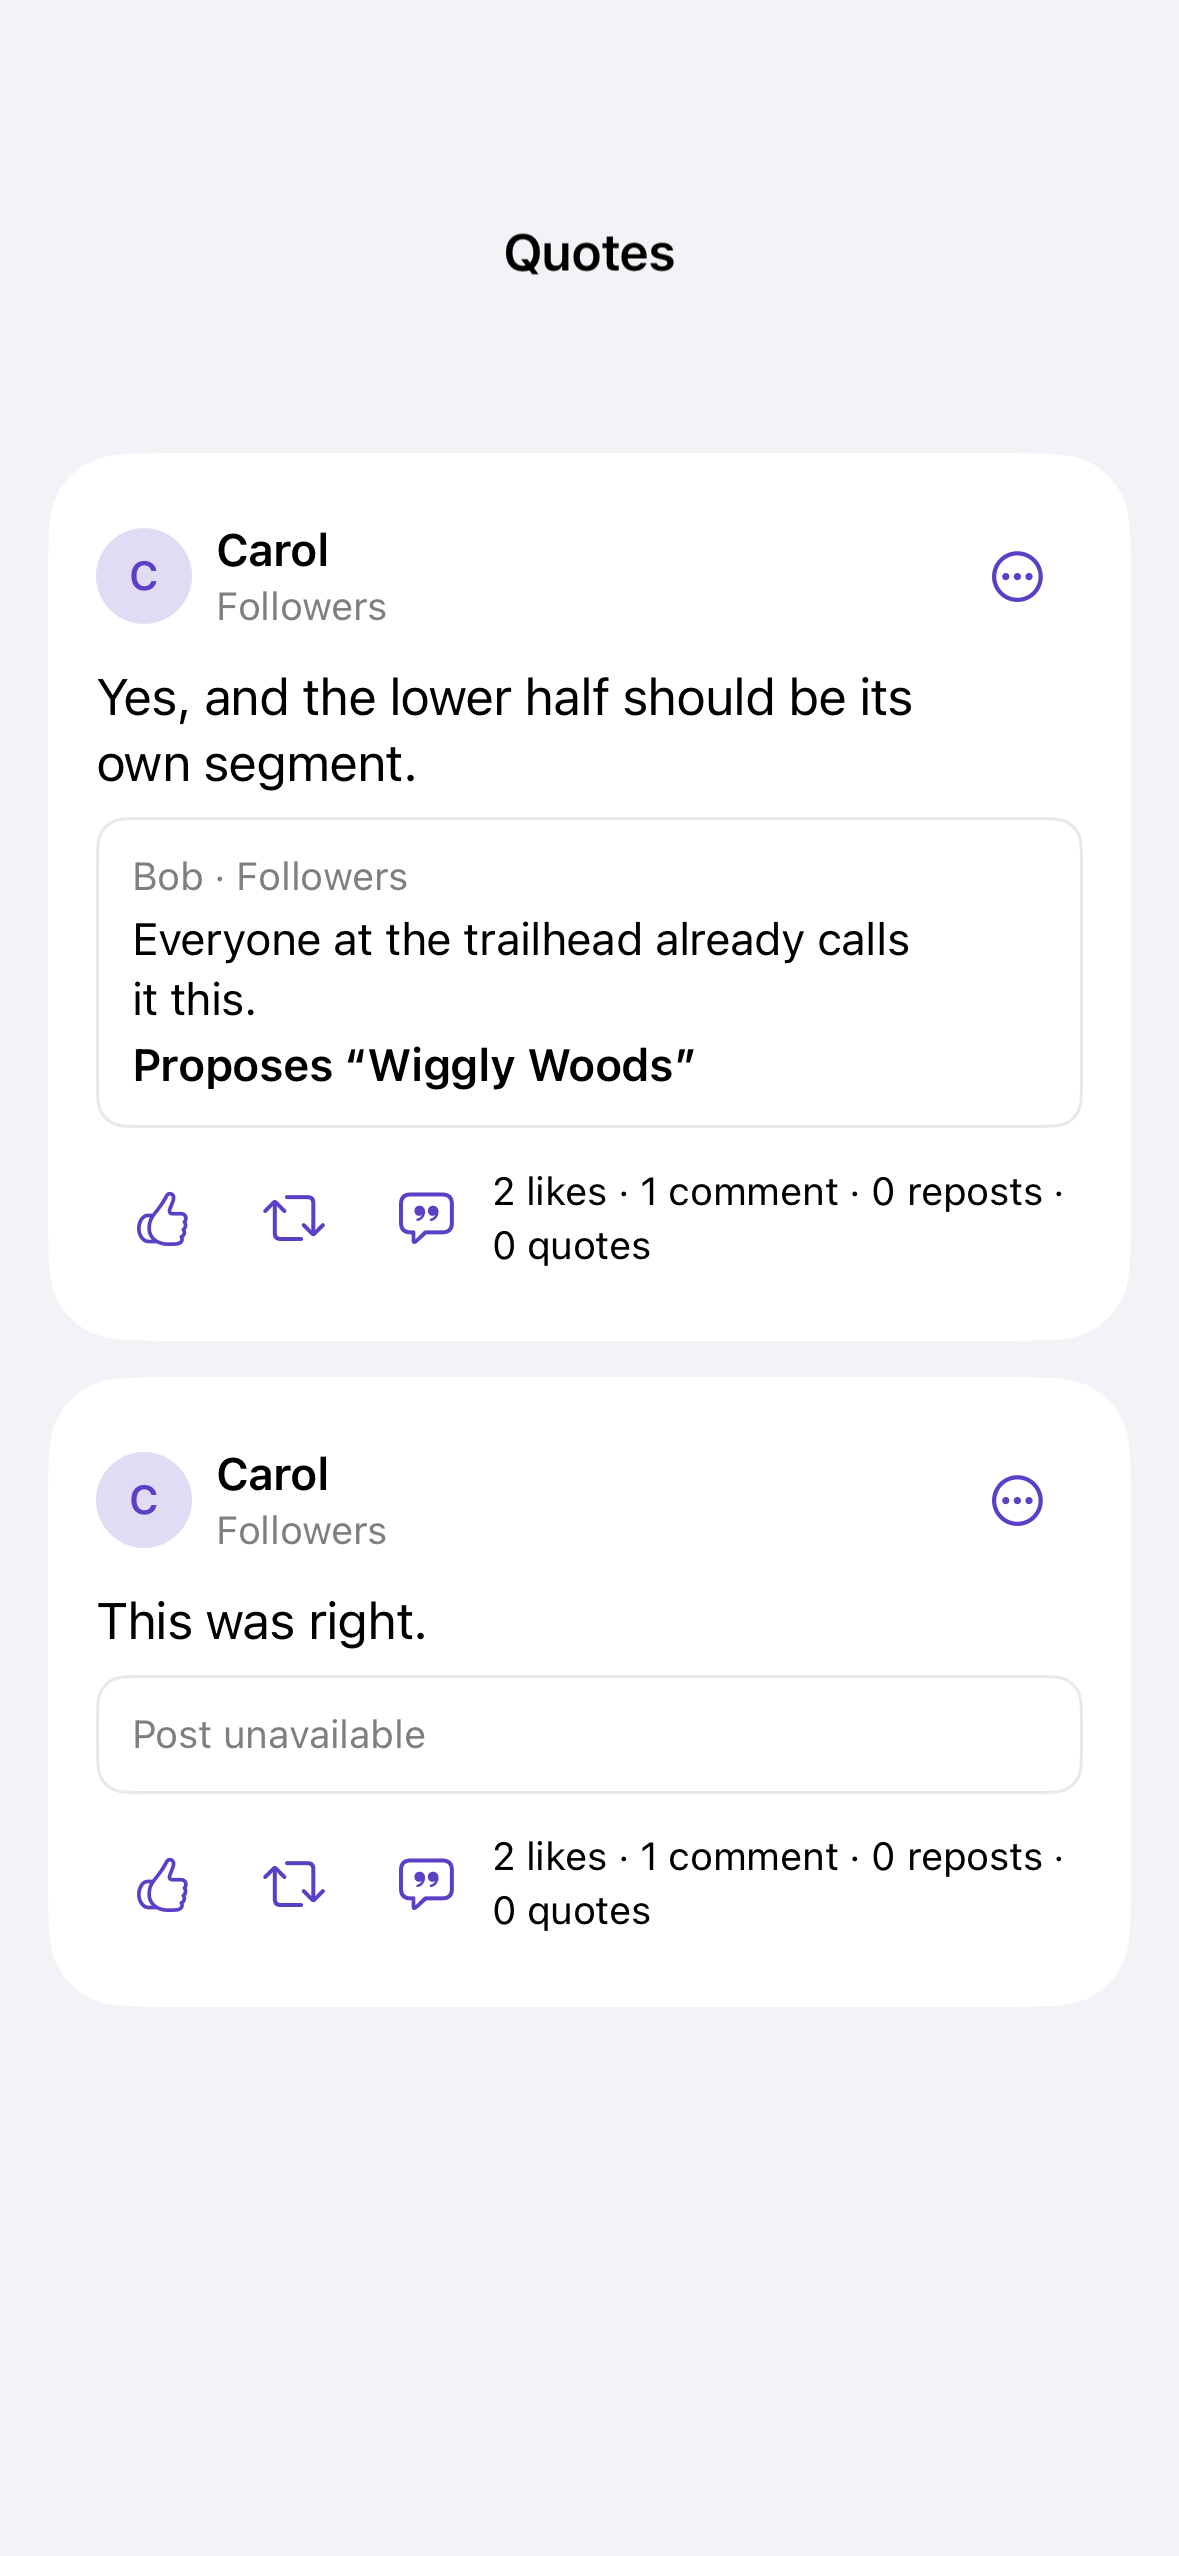 Quotes
C
Carol
Followers
Yes, and the lower half should be its
own segment.
Bob · Followers
Everyone at the trailhead already calls
it this.
Proposes “Wiggly Woods”
2 likes · 1 comment · 0 reposts ·
0 quotes
C
Carol
Followers
This was right.
Post unavailable
2 likes · 1 comment · 0 reposts ·
0 quotes